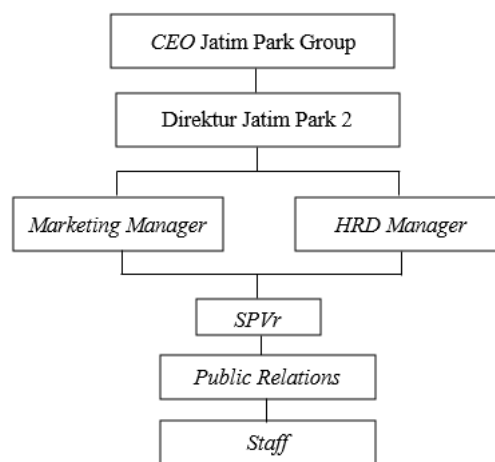 CEO Jatim Park Group
Direktur Jatim Park 2
Marketing Manager
HRD Manager
SPVr
Public Relations
Staff